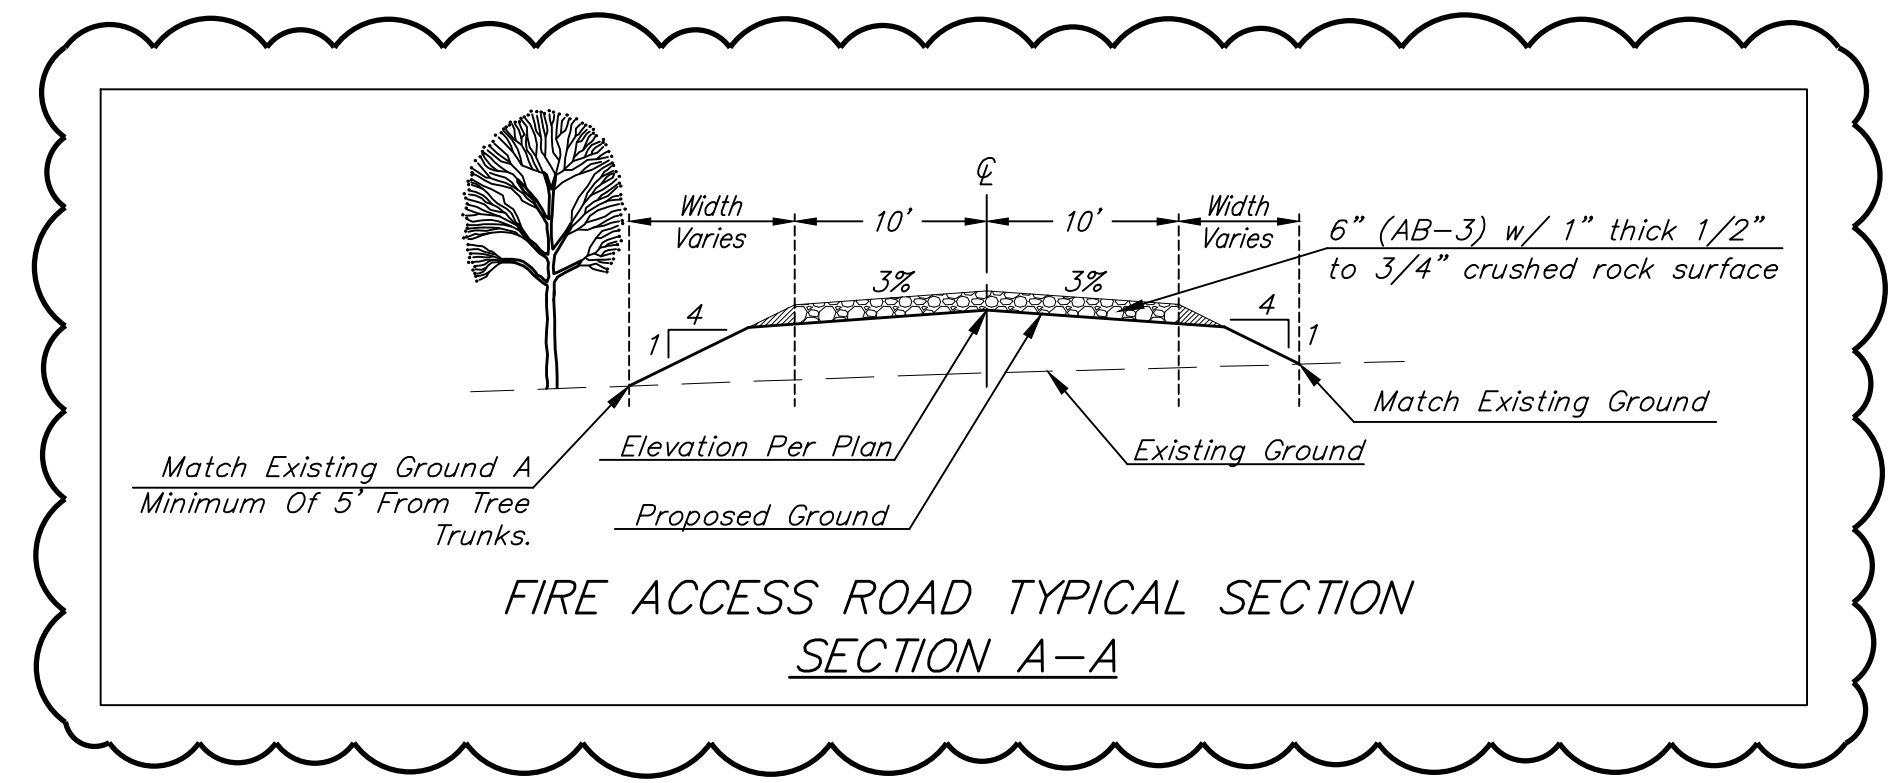 ℄
Width
Varies
10'
10'
Width
Varies
6" (AB-3) w/ 1" thick 1/2"
to 3/4" crushed rock surface
3%
3%
4
1
4
1
Match Existing Ground
Elevation Per Plan
Existing Ground
Match Existing Ground A
Minimum Of 5' From Tree
Trunks.
Proposed Ground
FIRE ACCESS ROAD TYPICAL SECTION
SECTION A-A